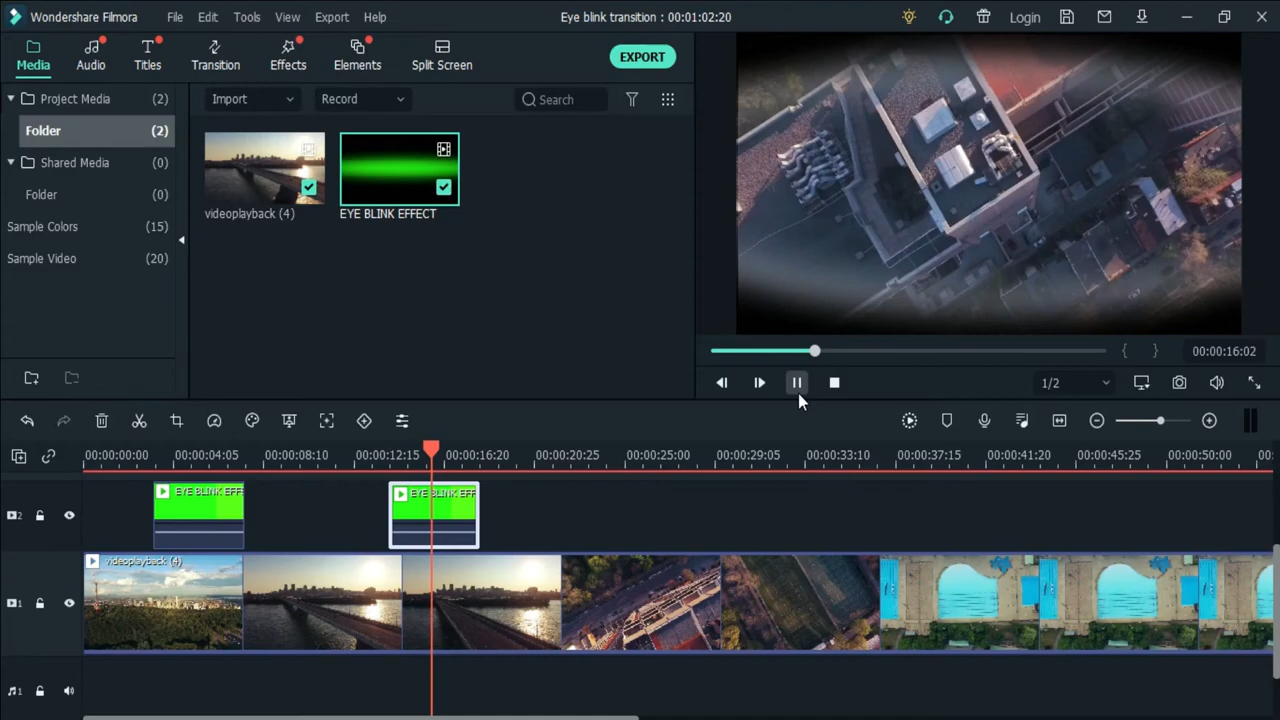 Wondershare Filmora File Edit Tools View Export Help Eye blink transition : 00:01:02:20 Login
Media Audio Titles Transition Effects Elements Split Screen EXPORT
Project Media (2) Import Record Search
Folder (2)
Shared Media (0)
Folder (0)
Sample Colors (15)
Sample Video (20)
videoplayback (4) EYE BLINK EFFECT
00:00:16:02
1/2
00:00:00:00 00:00:04:05 00:00:08:10 00:00:12:15 00:00:16:20 00:00:20:25 00:00:25:00 00:00:29:05 00:00:33:10 00:00:37:15 00:00:41:20 00:00:45:25 00:00:50:00
2 EYE BLINK EFF EYE BLINK EFF
1 videoplayback (4)
1